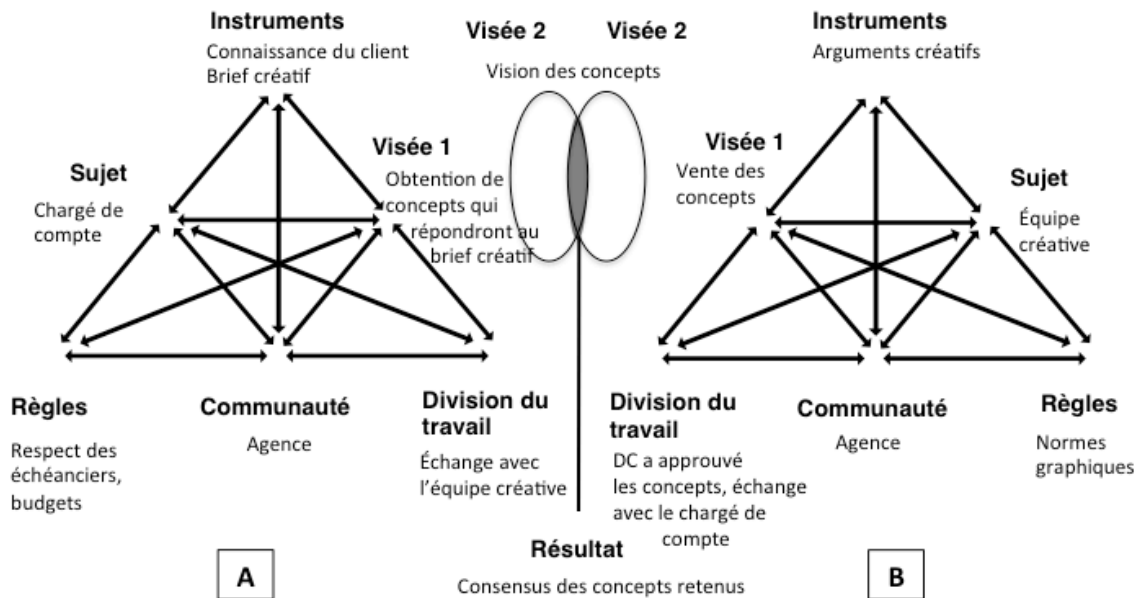 Instruments
Connaissance du client
Brief créatif
Visée 2
Visée 2
Vision des concepts
Instruments
Arguments créatifs
Sujet
Chargé de
compte
Visée 1
Obtention de
concepts qui
répondront au
brief créatif
Visée 1
Vente des
concepts
Sujet
Équipe
créative
Règles
Respect des
échéanciers,
budgets
Communauté
Agence
Division du
travail
Échange avec
l'équipe créative
Division du
travail
DC a approuvé
les concepts, échange
avec le chargé de
compte
Communauté
Agence
Règles
Normes
graphiques
A
Résultat
Consensus des concepts retenus
B